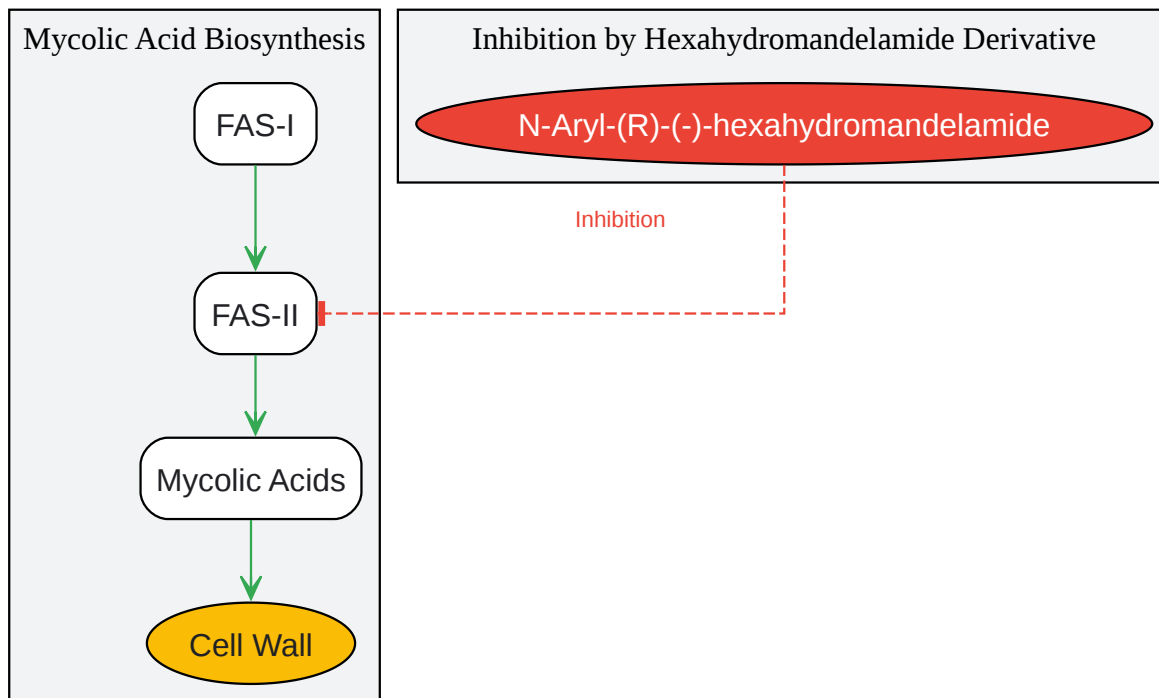 Mycolic Acid Biosynthesis
FAS-I
FAS-II
Mycolic Acids
Cell Wall
Inhibition by Hexahydromandelamide Derivative
N-Aryl-(R)-(-)-hexahydromandelamide
Inhibition